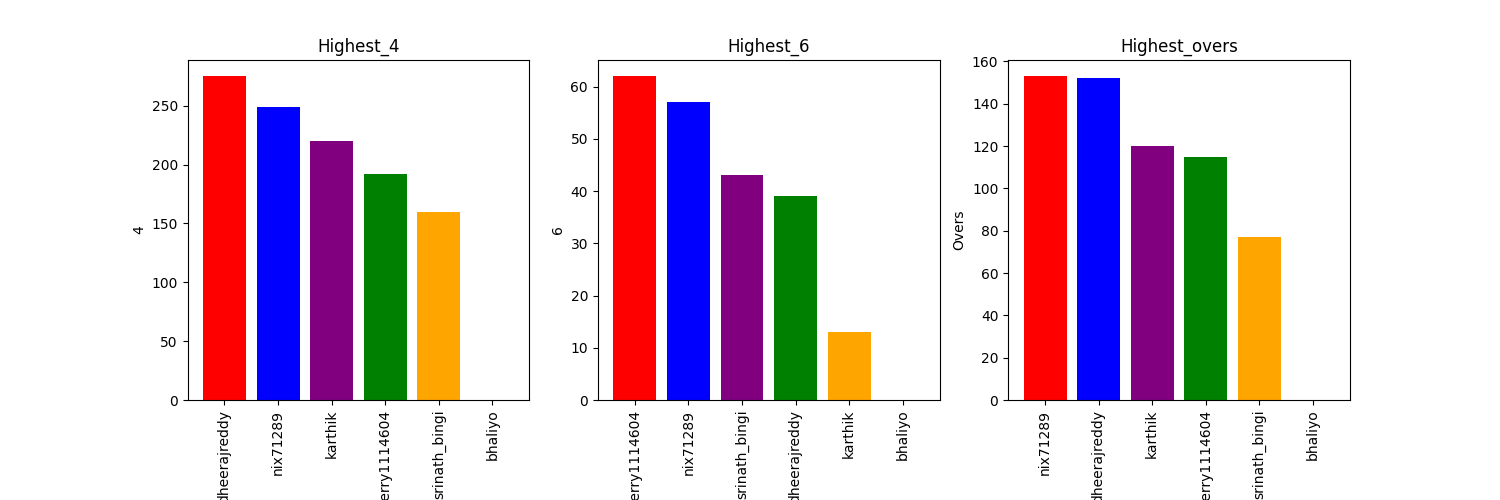 Highest_4
4
250
200
150
100
50
0
dheerajreddy
nix71289
karthik
erry1114604
srinath_bingi
bhaliyo
Highest_6
6
60
50
40
30
20
10
0
erry1114604
nix71289
srinath_bingi
dheerajreddy
karthik
bhaliyo
Highest_overs
Overs
160
140
120
100
80
60
40
20
0
nix71289
dheerajreddy
karthik
erry1114604
srinath_bingi
bhaliyo